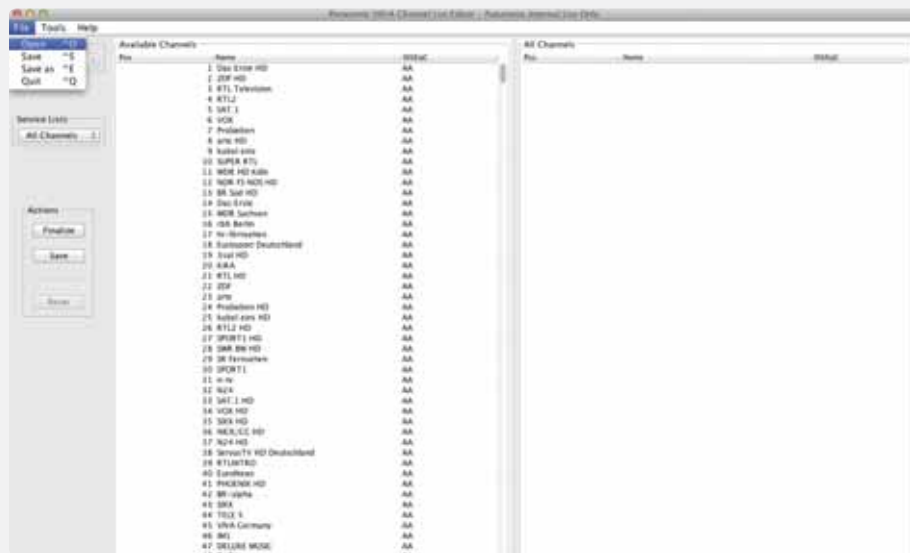 Panasonic Channel List Editor - Panasonic Internal Use Only
File Tools Help
Open ^O
Save ^S
Save as ^E
Quit ^Q
Service Lists
All Channels
Actions
Finalize
Save
Reset
Available Channels
Pos Name
1 Das Erste HD AA
2 ZDF HD AA
3 RTL Television AA
4 RTL2 AA
5 SAT.1 AA
6 VOX AA
7 ProSieben AA
8 arte HD AA
9 kabel eins AA
10 SUPER RTL AA
11 WDR HD Köln AA
12 NDR FS NDS HD AA
13 BR Süd HD AA
14 Das Erste AA
15 MDR Sachsen AA
16 rbb Berlin AA
17 hr-fernsehen AA
18 Eurosport Deutschland AA
19 3sat HD AA
20 KiKA AA
21 RTL HD AA
22 ZDF AA
23 arte AA
24 ProSieben HD AA
25 kabel eins HD AA
26 RTL2 HD AA
27 SPORT1 HD AA
28 SWR BW HD AA
29 SR Fernsehen AA
30 SPORT1 AA
31 n-tv AA
32 N24 AA
33 SAT.1 HD AA
34 VOX HD AA
35 SIXX HD AA
36 NICK/CC HD AA
37 N24 HD AA
38 ServusTV HD Deutschland AA
39 RTLNITRO AA
40 EuroNews AA
41 PHOENIX HD AA
42 BR-alpha AA
43 SIXX AA
44 TELE 5 AA
45 VIVA Germany AA
46 AA
47 DELUXE MUSIC AA
All Channels
Pos Name